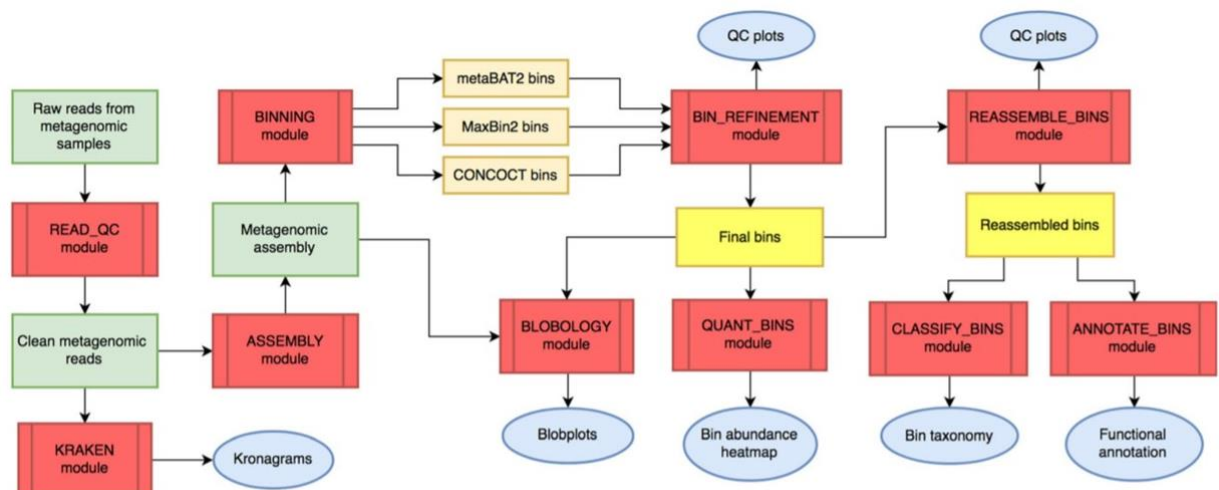 Raw reads from
metagenomic
samples
READ_QC
module
Clean metagenomic
reads
KRAKEN
module
Kronagrams
ASSEMBLY
module
Metagenomic
assembly
BINNING
module
metaBAT2 bins
MaxBin2 bins
CONCOCT bins
QC plots
BIN_REFINEMENT
module
Final bins
BLOBOLOGY
module
Blobplots
QUANT_BINS
module
Bin abundance
heatmap
QC plots
REASSEMBLE_BINS
module
Reassembled bins
CLASSIFY_BINS
module
Bin taxonomy
ANNOTATE_BINS
module
Functional
annotation